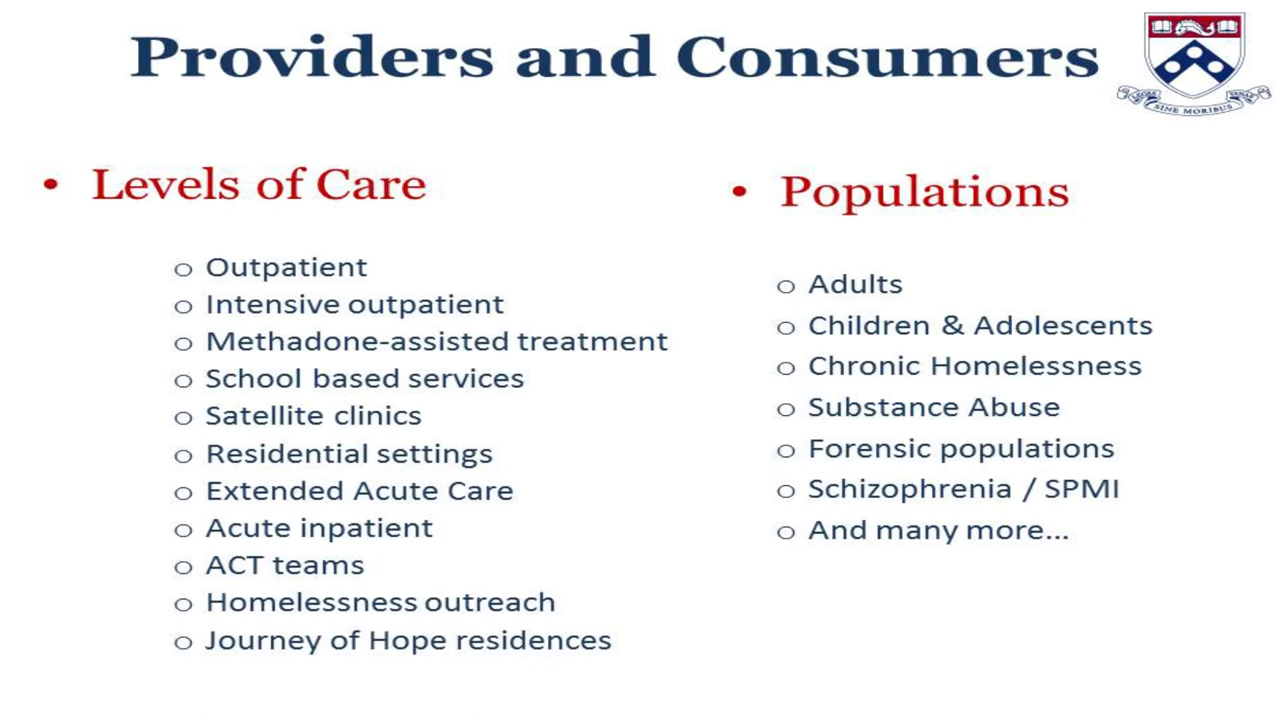 Providers and Consumers
SINE MORIBUS
• Levels of Care
o Outpatient
o Intensive outpatient
o Methadone-assisted treatment
o School based services
o Satellite clinics
o Residential settings
o Extended Acute Care
o Acute inpatient
o ACT teams
o Homelessness outreach
o Journey of Hope residences
• Populations
o Adults
o Children & Adolescents
o Chronic Homelessness
o Substance Abuse
o Forensic populations
o Schizophrenia / SPMI
o And many more...